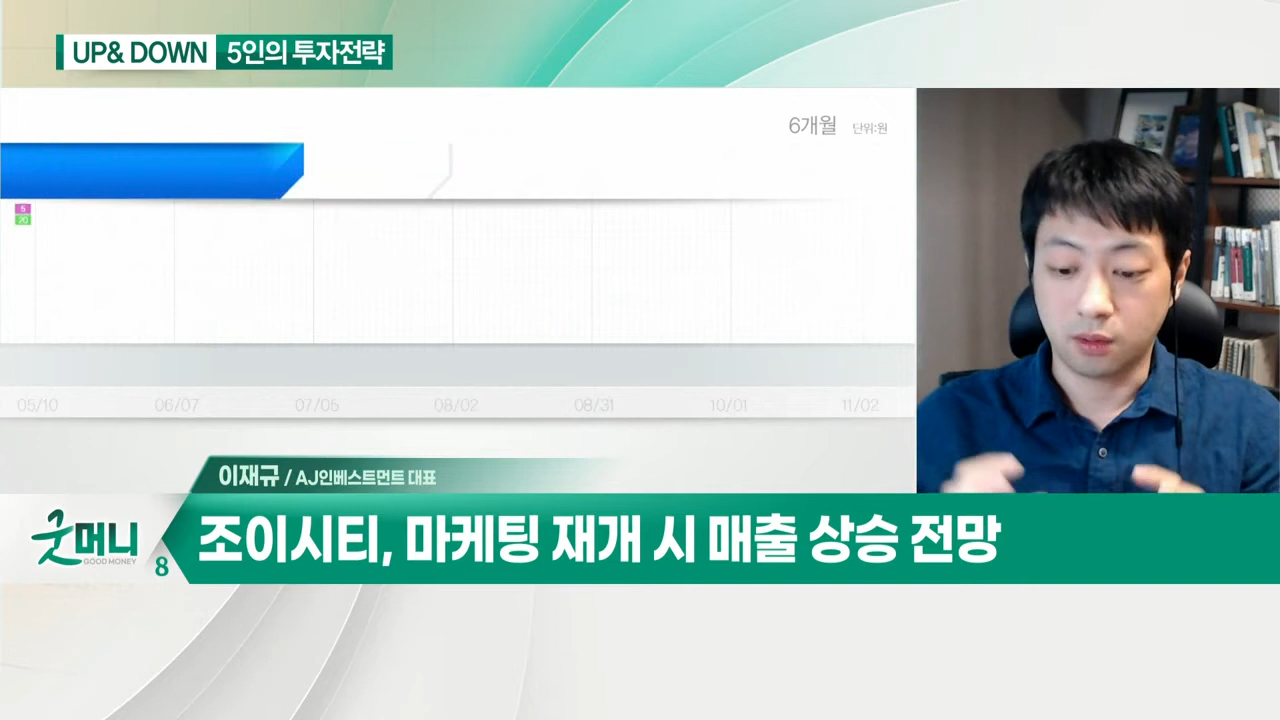 UP& DOWN 5인의 투자전략
6개월 단위:원
5
20
05/10 06/07 07/05 08/02 08/31 10/01 11/02
이재규 / AJ인베스트먼트 대표
굿머니
GOOD MONEY
8
조이시티, 마케팅 재개 시 매출 상승 전망